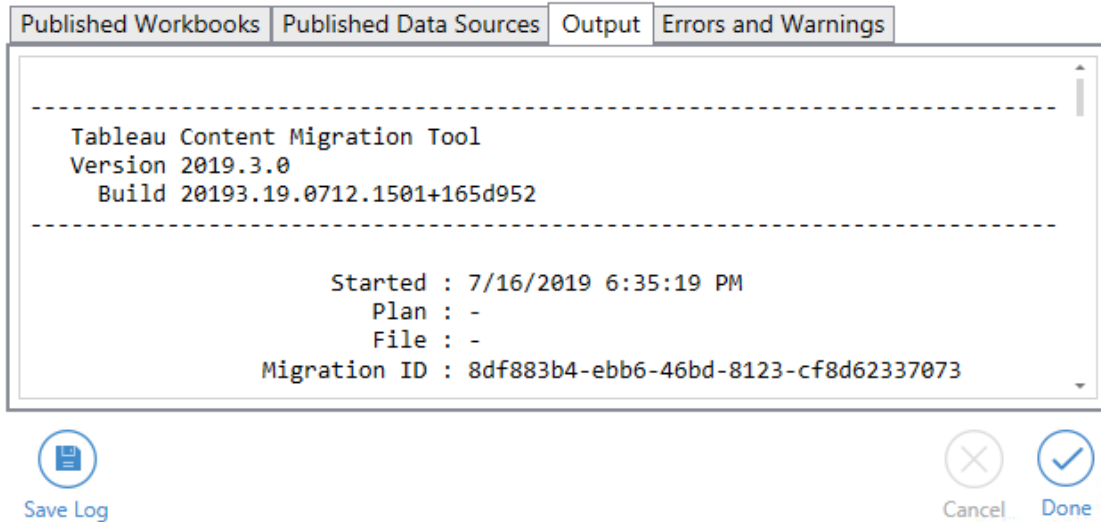 Published Workbooks Published Data Sources Output Errors and Warnings
--------------------------------------------------------------------------
Tableau Content Migration Tool
Version 2019.3.0
Build 20193.19.0712.1501+165d952
--------------------------------------------------------------------------
Started : 7/16/2019 6:35:19 PM
Plan : -
File : -
Migration ID : 8df883b4-ebb6-46bd-8123-cf8d62337073
Save Log Cancel Done